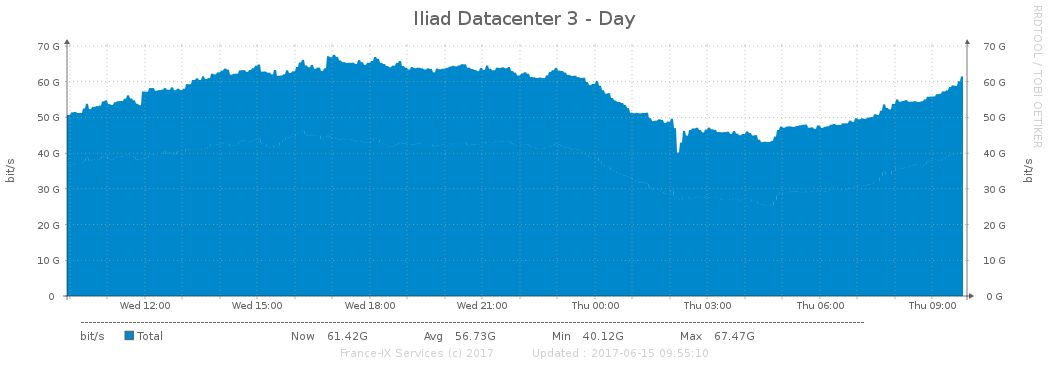 Iliad Datacenter 3 - Day
RRDTOOL / TOBI OETIKER
bit/s
70 G 70 G
60 G 60 G
50 G 50 G
40 G 40 G
30 G 30 G
20 G 20 G
10 G 10 G
0 0 G
bit/s
Wed 12:00 Wed 15:00 Wed 18:00 Wed 21:00 Thu 00:00 Thu 03:00 Thu 06:00 Thu 09:00
bit/s Total Now 61.42G Avg 56.73G Min 40.12G Max 67.47G
France-IX Services (c) 2017 Updated : 2017-06-15 09:55:10